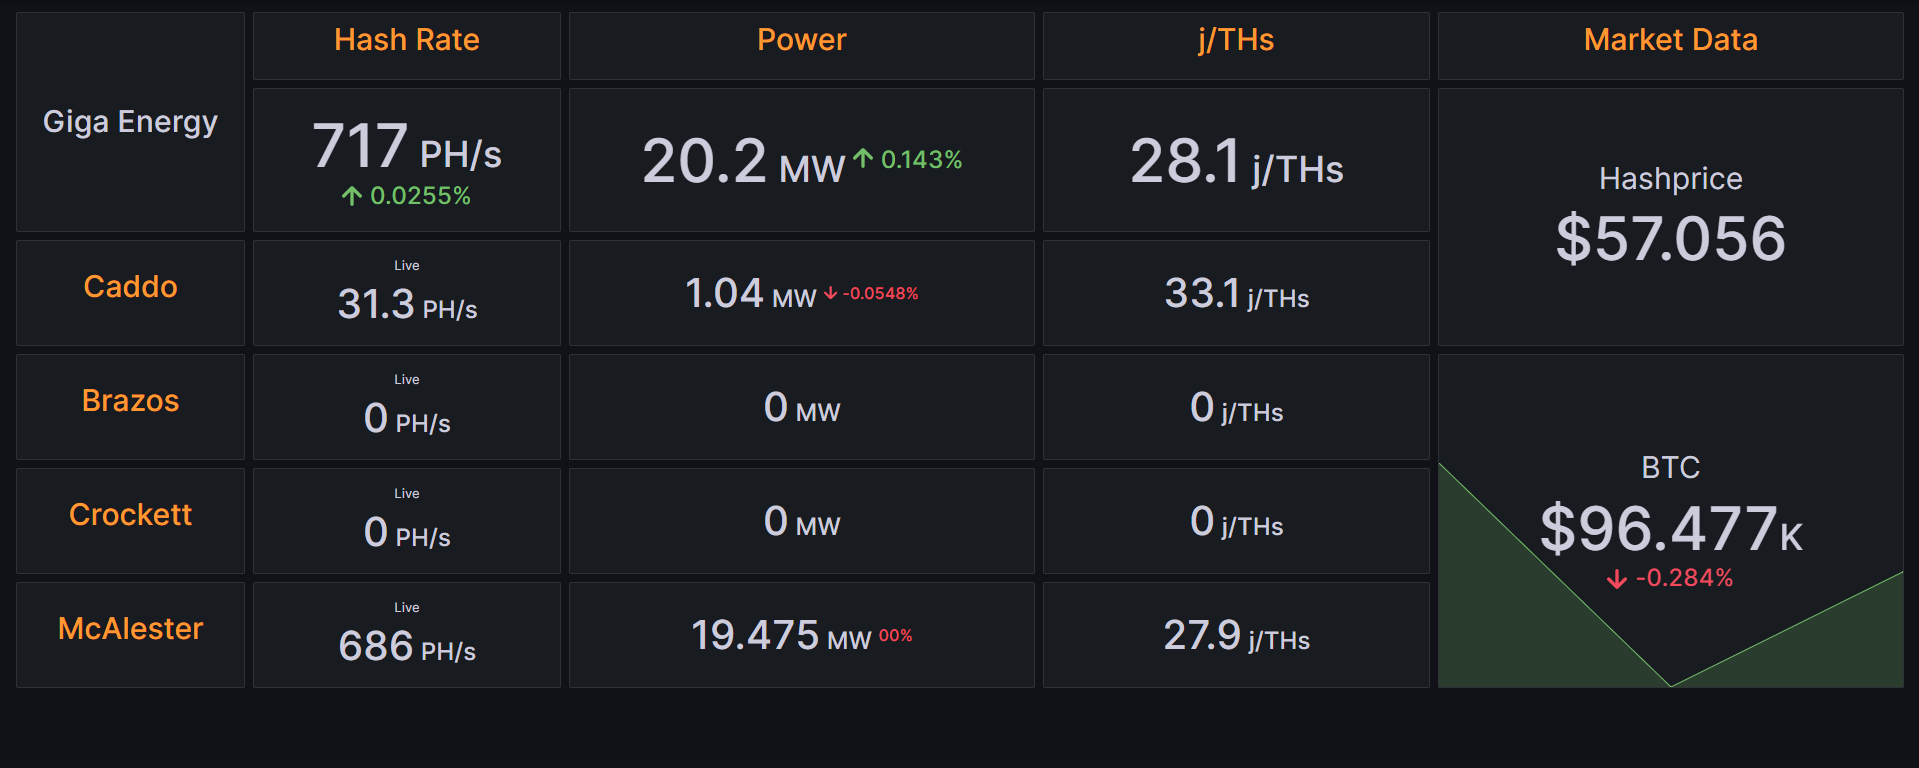 Hash Rate
Power
j/THs
Market Data
Giga Energy
717 PH/s
0.0255%
20.2 MW 0.143%
28.1 j/THs
Hashprice
$57.056
Caddo
Live
31.3 PH/s
1.04 MW -0.0548%
33.1 j/THs
Brazos
Live
0 PH/s
0 MW
0 j/THs
BTC
$96.477K
-0.284%
Crockett
Live
0 PH/s
0 MW
0 j/THs
McAlester
Live
686 PH/s
19.475 MW 00%
27.9 j/THs